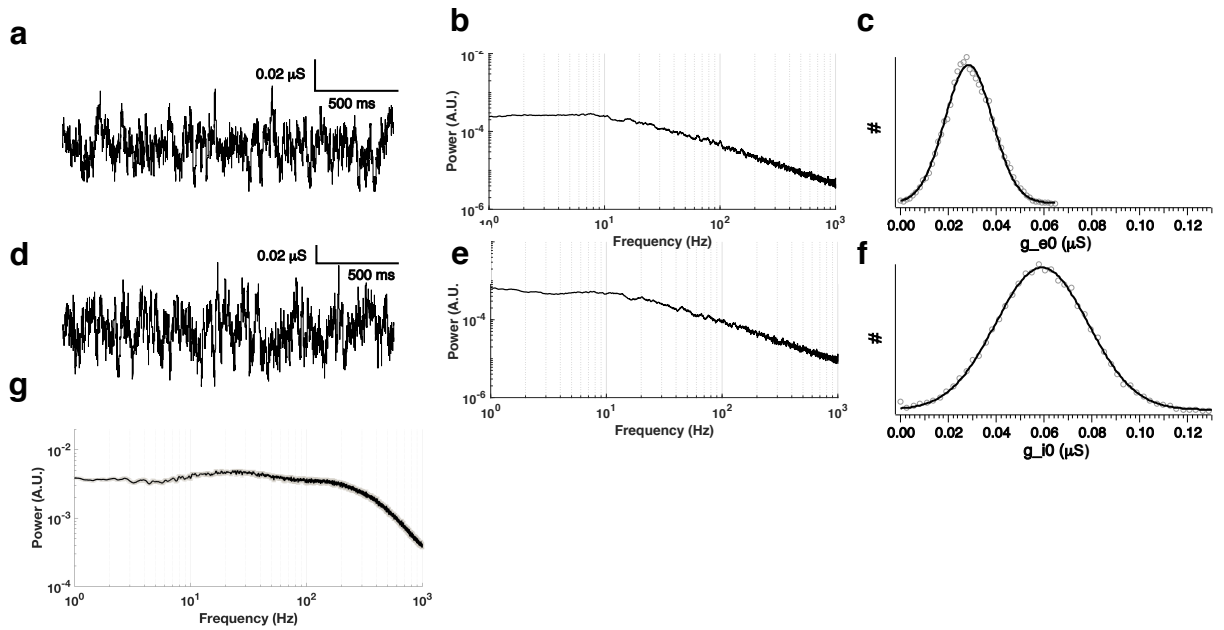 a
0.02 µS
500 ms
b
10⁻²
10⁻⁴
10⁻⁶
Power (A.U.)
10⁰ 10¹ 10² 10³
Frequency (Hz)
c
#
0.00 0.02 0.04 0.06 0.08 0.10 0.12
g_e0 (µS)
d
0.02 µS
500 ms
e
10⁻⁴
10⁻⁶
Power (A.U.
10⁰ 10¹ 10² 10³
Frequency (Hz)
f
#
0.00 0.02 0.04 0.06 0.08 0.10 0.12
g_i0 (µS)
g
10⁻²
10⁻³
10⁻⁴
Power (A.U.)
10⁰ 10¹ 10² 10³
Frequency (Hz)